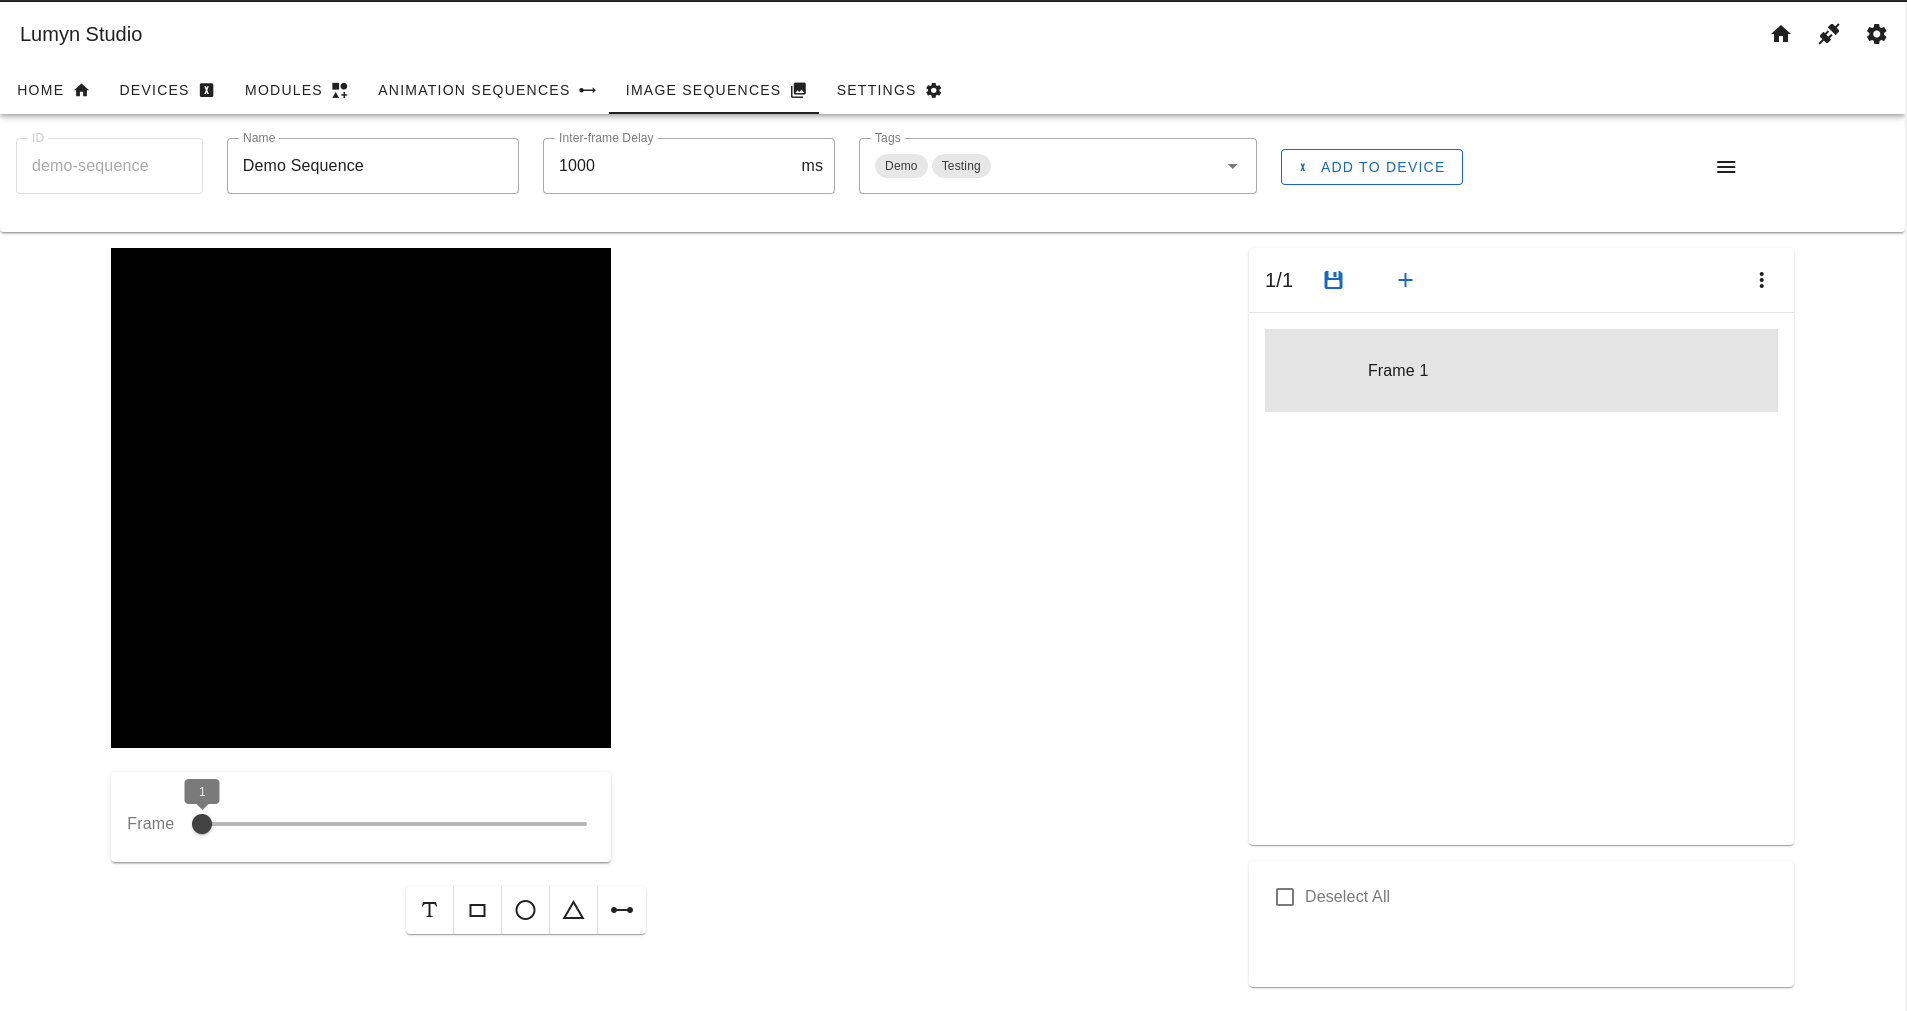 Lumyn Studio
HOME DEVICES MODULES ANIMATION SEQUENCES IMAGE SEQUENCES SETTINGS
ID Name Inter-frame Delay Tags
demo-sequence Demo Sequence 1000 ms Demo Testing ADD TO DEVICE
1/1
Frame 1
1
Frame
T
Deselect All